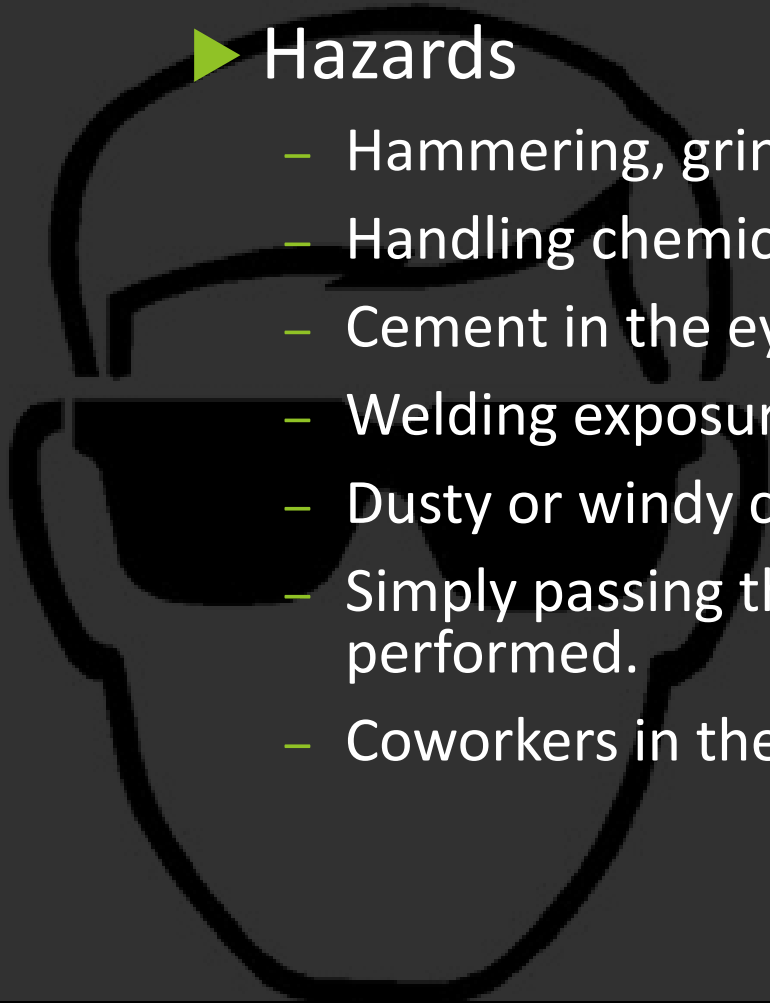 Hazards
– Hammering,
– Handling
– Cement in the
– Welding
– Dusty or windy
– Simply passing
performed.
– Coworkers in the